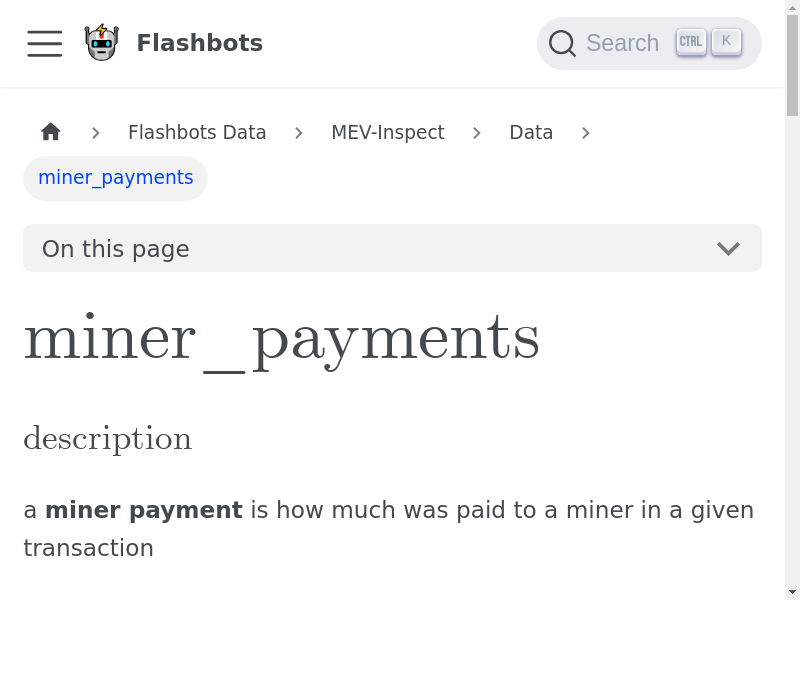 Flashbots
Search CTRL K
Flashbots Data MEV-Inspect Data
miner_payments
On this page
miner_payments
description
a miner payment is how much was paid to a miner in a given
transaction